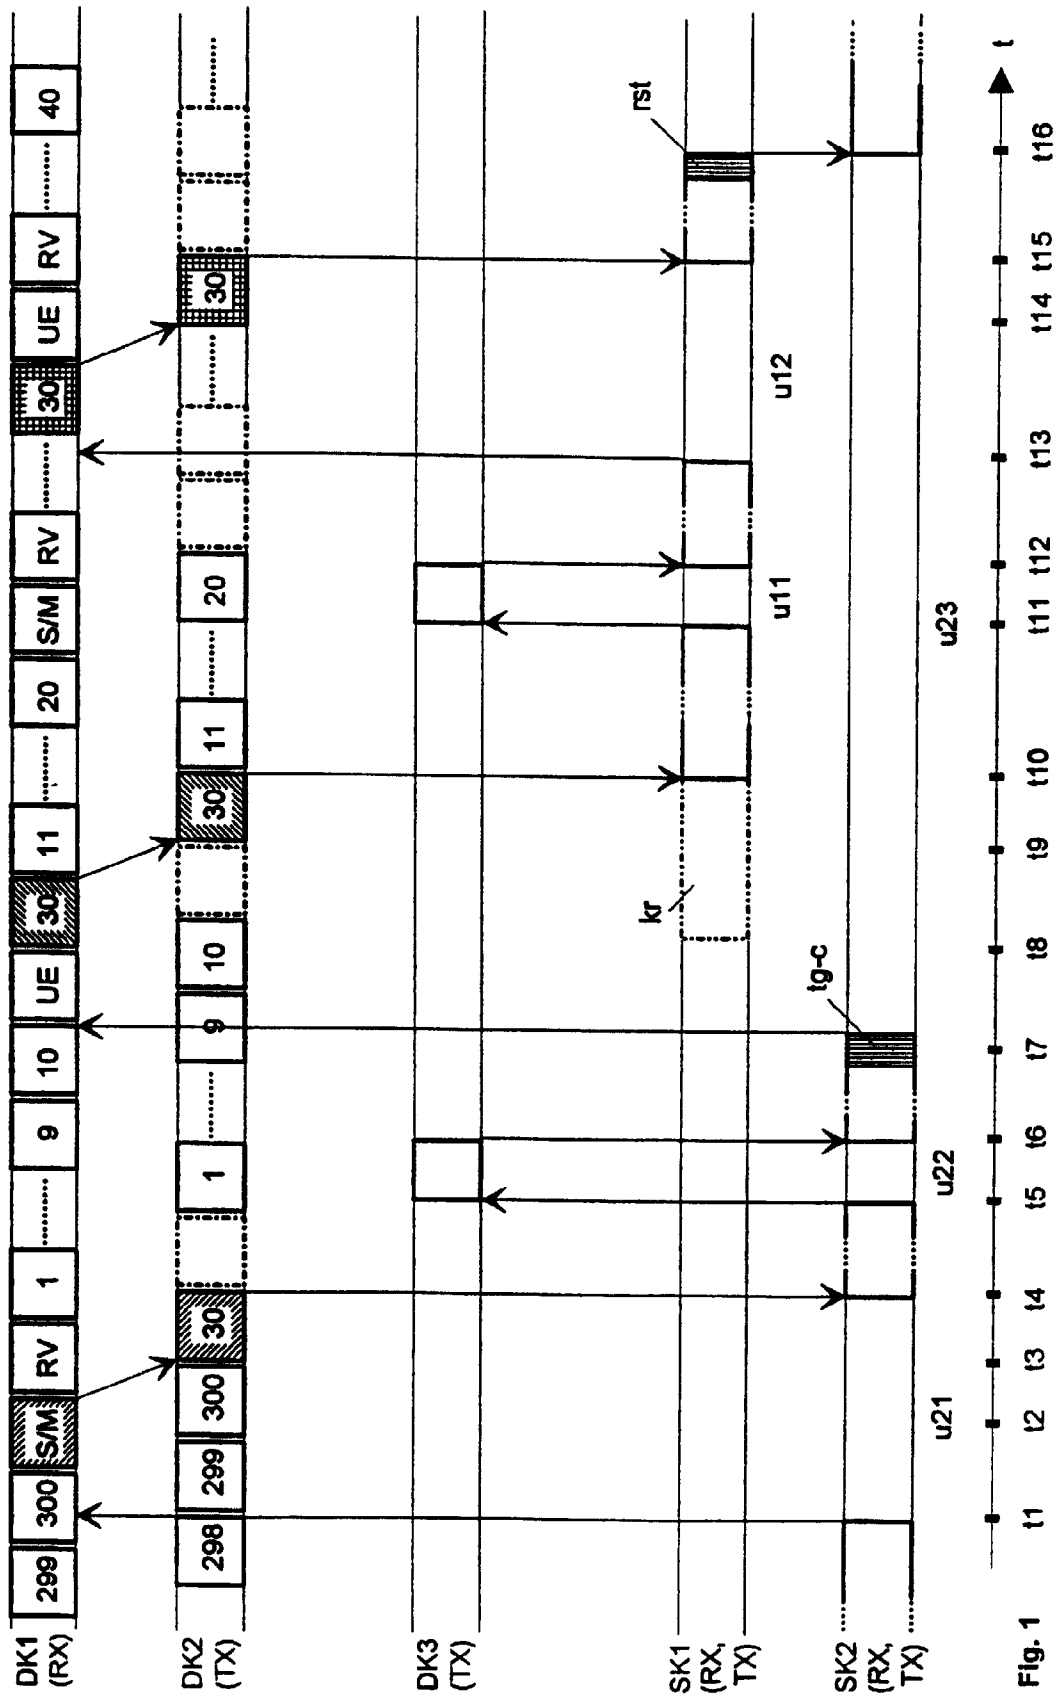 DK1 (RX)
299 300 S/M RV 1 ........ 9 10 UE 30 11 ........ 20 S/M RV ........ 30 UE RV ........ 40
DK2 (TX)
298 299 300 30 1 ........ 9 10 30 11 ........ 20 ........ 30 ........
DK3 (TX)
SK1 (RX, TX)
kr
rst
u11
u12
SK2 (RX, TX)
tg-c
u21
u22
u23
t1 t2 t3 t4 t5 t6 t7 t8 t9 t10 t11 t12 t13 t14 t15 t16
t
Fig. 1